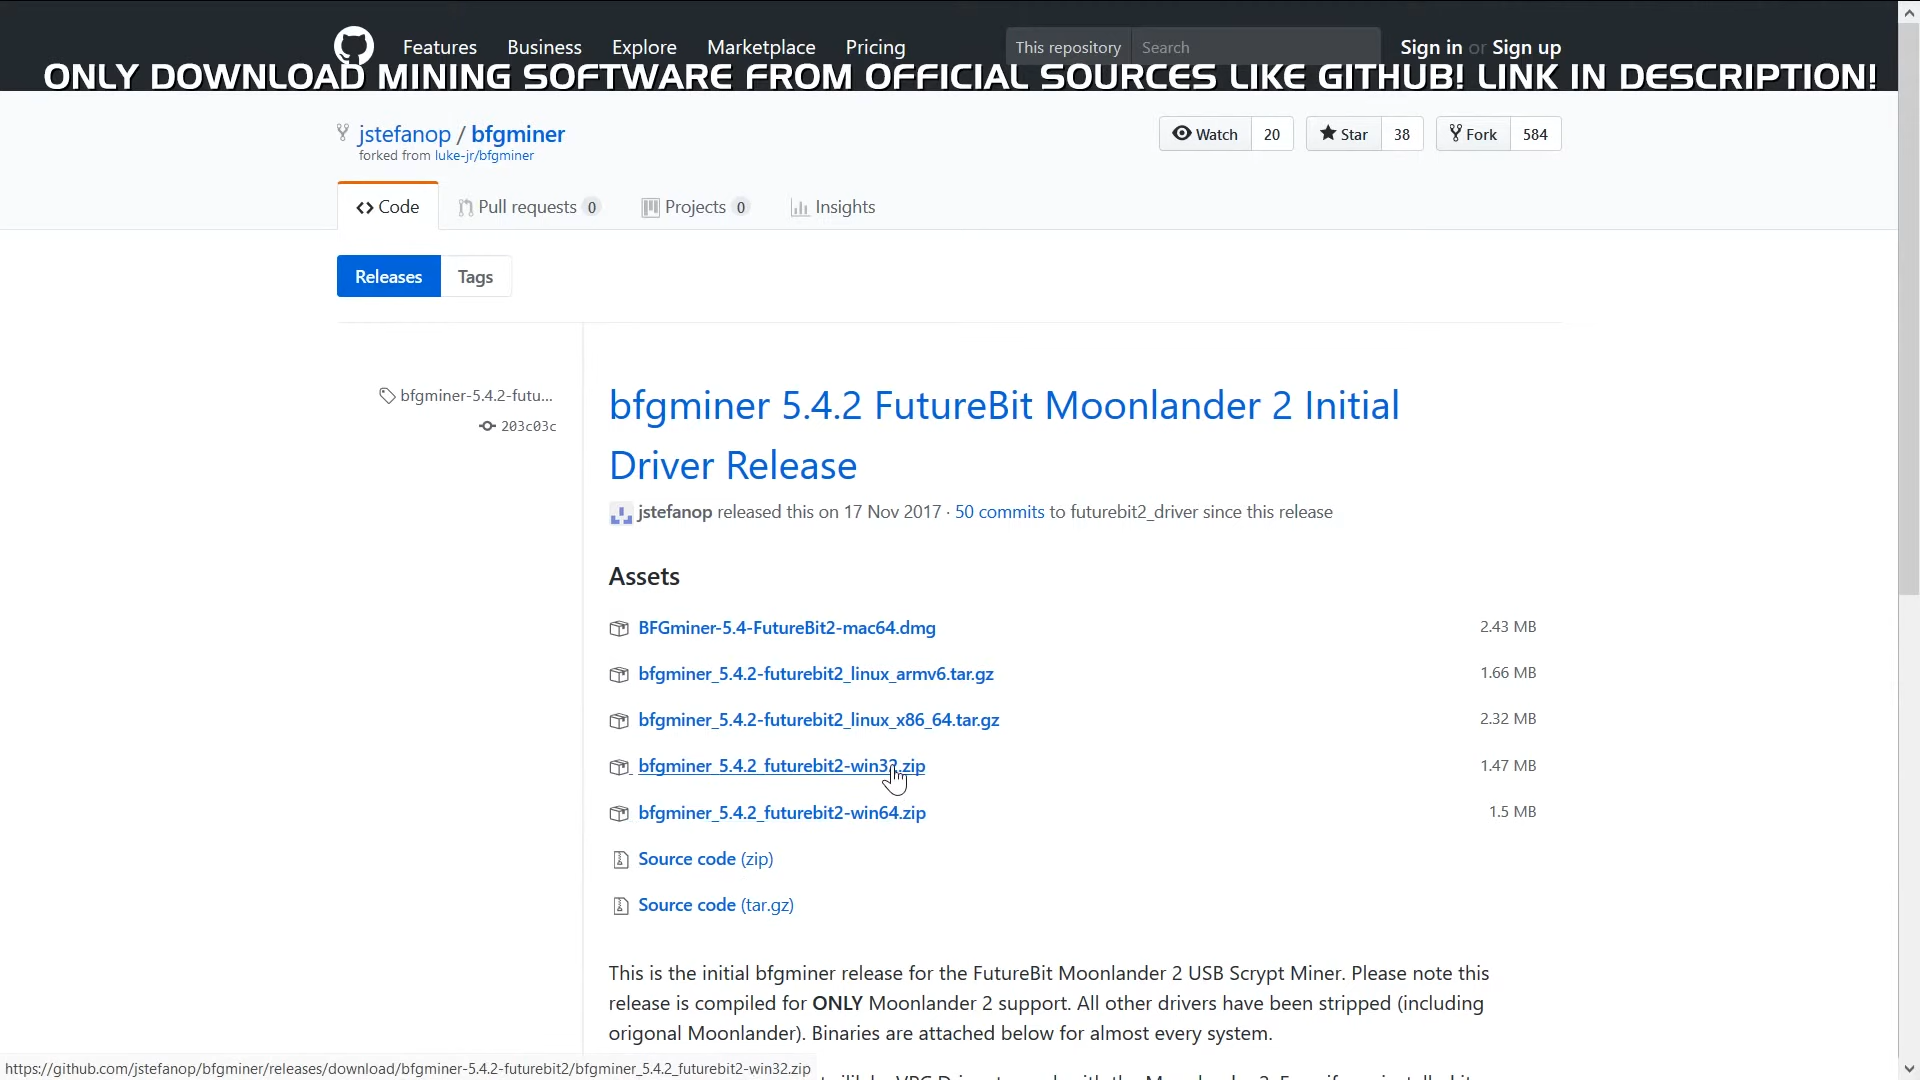 Features Business Explore Marketplace Pricing This repository Search Sign in or Sign up
ONLY DOWNLOAD MINING SOFTWARE FROM OFFICIAL SOURCES LIKE GITHUB! LINK IN DESCRIPTION!
jstefanop / bfgminer
forked from luke-jr/bfgminer
Watch 20 Star 38 Fork 584
Code Pull requests 0 Projects 0 Insights
Releases Tags
bfgminer-5.4.2-futu...
203c03c
bfgminer 5.4.2 FutureBit Moonlander 2 Initial
Driver Release
jstefanop released this on 17 Nov 2017 · 50 commits to futurebit2_driver since this release
Assets
BFGminer-5.4-FutureBit2-mac64.dmg 2.43 MB
bfgminer_5.4.2-futurebit2_linux_armv6.tar.gz 1.66 MB
bfgminer_5.4.2-futurebit2_linux_x86_64.tar.gz 2.32 MB
bfgminer_5.4.2_futurebit2-win32.zip 1.47 MB
bfgminer_5.4.2_futurebit2-win64.zip 1.5 MB
Source code (zip)
Source code (tar.gz)
This is the initial bfgminer release for the FutureBit Moonlander 2 USB Scrypt Miner. Please note this
release is compiled for ONLY Moonlander 2 support. All other drivers have been stripped (including
origonal Moonlander). Binaries are attached below for almost every system.
https://github.com/jstefanop/bfgminer/releases/download/bfgminer-5.4.2-futurebit2/bfgminer_5.4.2_futurebit2-win32.zip